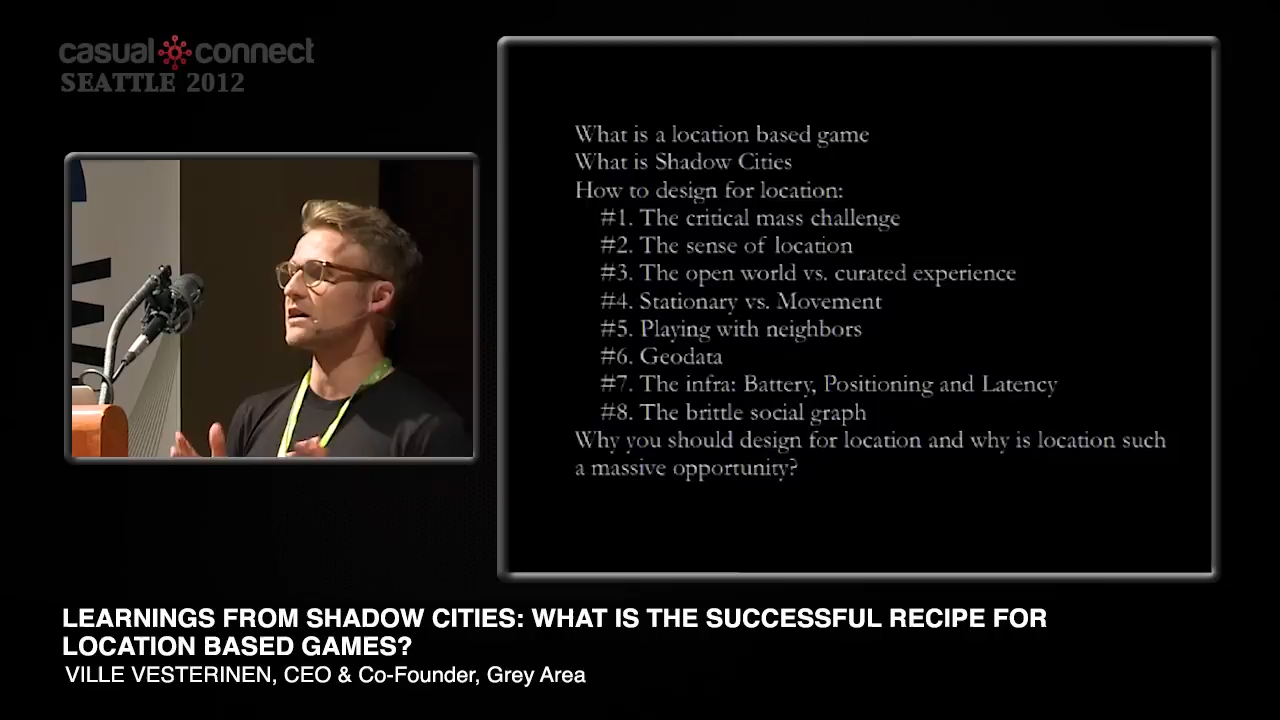 casual connect
SEATTLE 2012
What is a location based game
What is Shadow Cities
How to design for location:
#1. The critical mass challenge
#2. The sense of location
#3. The open world vs. curated experience
#4. Stationary vs. Movement
#5. Playing with neighbors
#6. Geodata
#7. The infra: Battery, Positioning and Latency
#8. The brittle social graph
Why you should design for location and why is location such
a massive opportunity?
LEARNINGS FROM SHADOW CITIES: WHAT IS THE SUCCESSFUL RECIPE FOR
LOCATION BASED GAMES?
VILLE VESTERINEN, CEO & Co-Founder, Grey Area